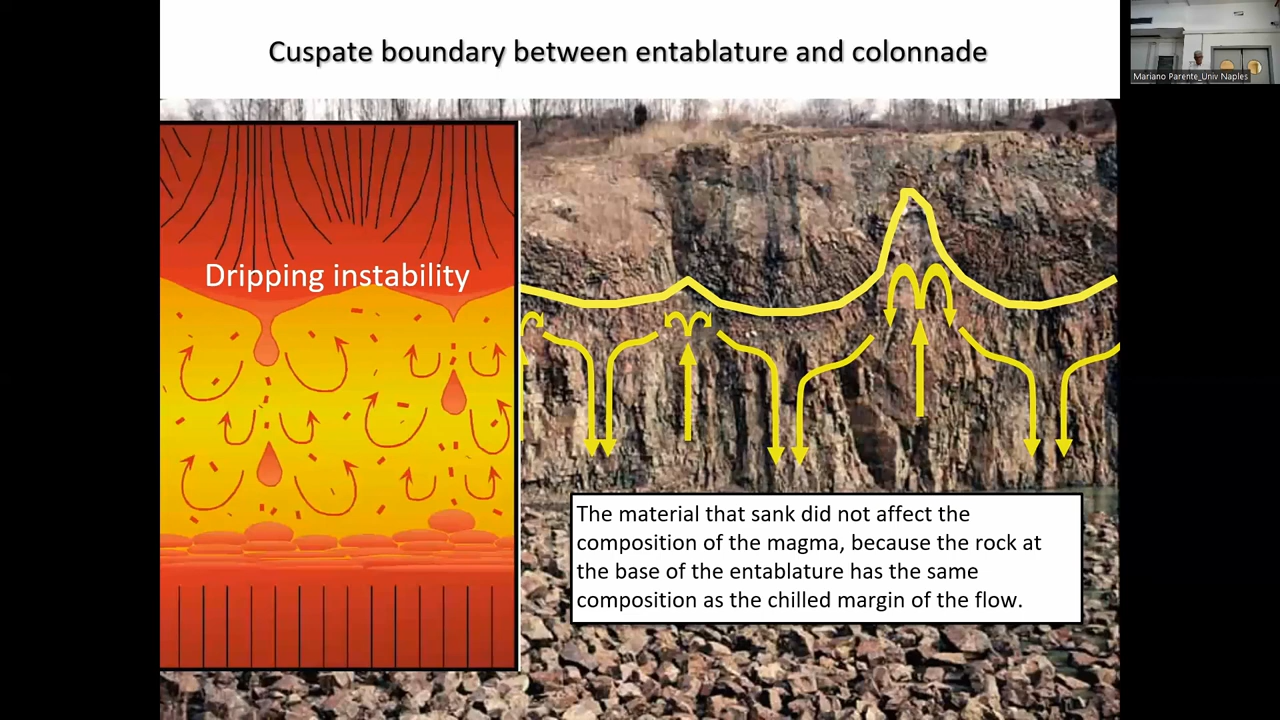 Cuspate boundary between entablature and colonnade
Mariano Parente_Univ Naples
Dripping instability
The material that sank did not affect the
composition of the magma, because the rock at
the base of the entablature has the same
composition as the chilled margin of the flow.